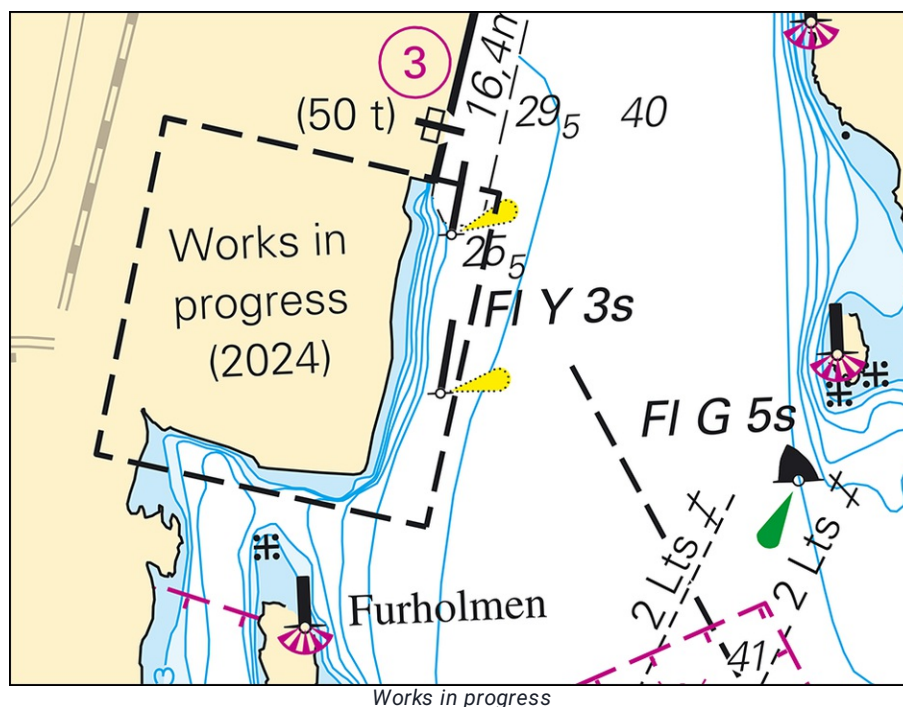 3
16,4m
(50 t)
29₅
40
Works in
progress
(2024)
25₅
Fl Y 3s
Fl G 5s
2 Lts
2 Lts
Furholmen
41
Works in progress